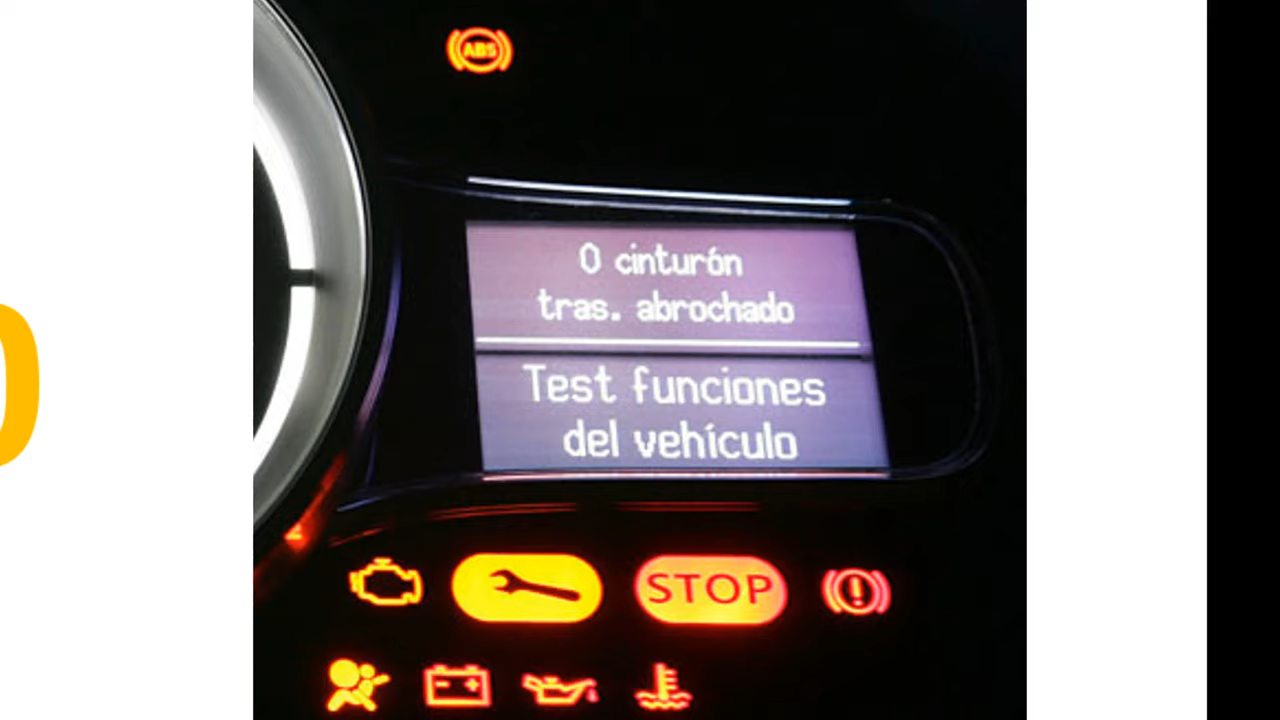 ABS
0 cinturón
tras. abrochado
Test funciones
del vehículo
STOP